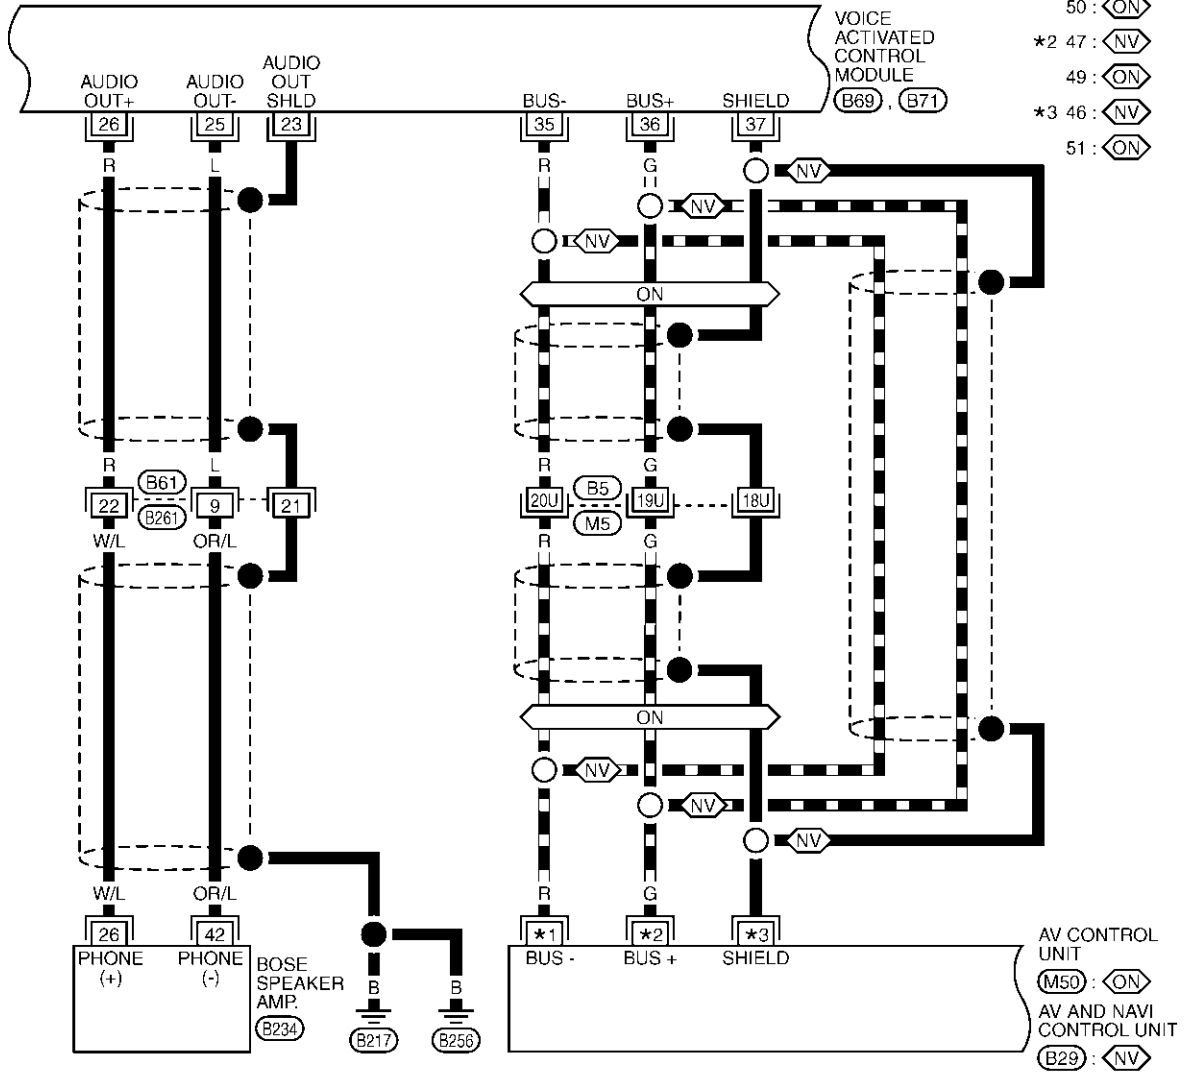 50 : ON
*2 47 : NV
49 : ON
*3 46 : NV
51 : ON
VOICE
ACTIVATED
CONTROL
MODULE
B69 , B71
AUDIO
OUT+
AUDIO
OUT-
AUDIO
OUT
SHLD
BUS-
BUS+
SHIELD
26
25
23
35
36
37
R
L
R
G
NV
NV
NV
ON
R
L
R
G
22
B61
B261
9
21
20U
B5
M5
19U
18U
W/L
OR/L
R
G
ON
NV
NV
NV
W/L
OR/L
R
G
26
42
*1
*2
*3
PHONE
(+)
PHONE
(-)
BOSE
SPEAKER
AMP.
B234
B
B
B217
B256
BUS -
BUS +
SHIELD
AV CONTROL
UNIT
M50 : ON
AV AND NAVI
CONTROL UNIT
B29 : NV